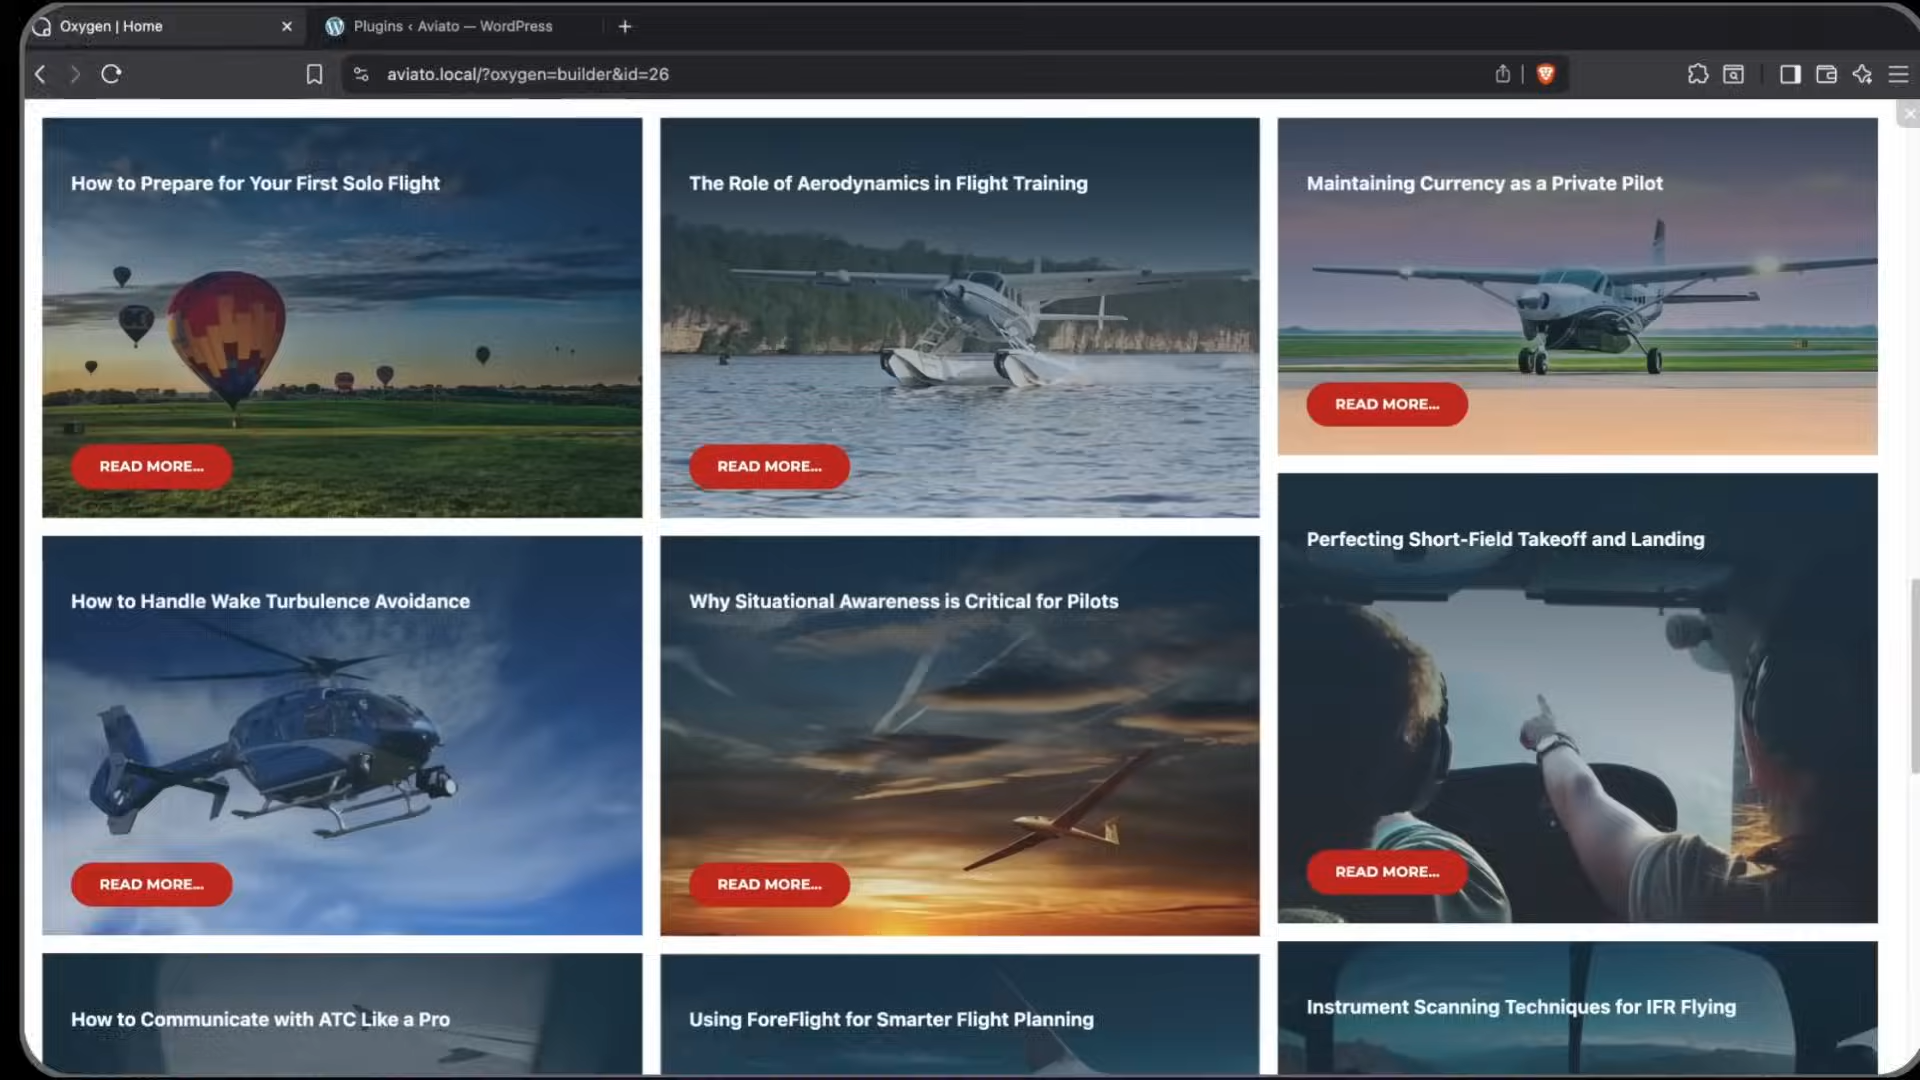 Oxygen | Home
Plugins ‹ Aviato — WordPress
aviato.local/?oxygen=builder&id=26
How to Prepare for Your First Solo Flight
READ MORE...
The Role of Aerodynamics in Flight Training
READ MORE...
Maintaining Currency as a Private Pilot
READ MORE...
How to Handle Wake Turbulence Avoidance
READ MORE...
Why Situational Awareness is Critical for Pilots
READ MORE...
Perfecting Short-Field Takeoff and Landing
READ MORE...
How to Communicate with ATC Like a Pro
Using ForeFlight for Smarter Flight Planning
Instrument Scanning Techniques for IFR Flying